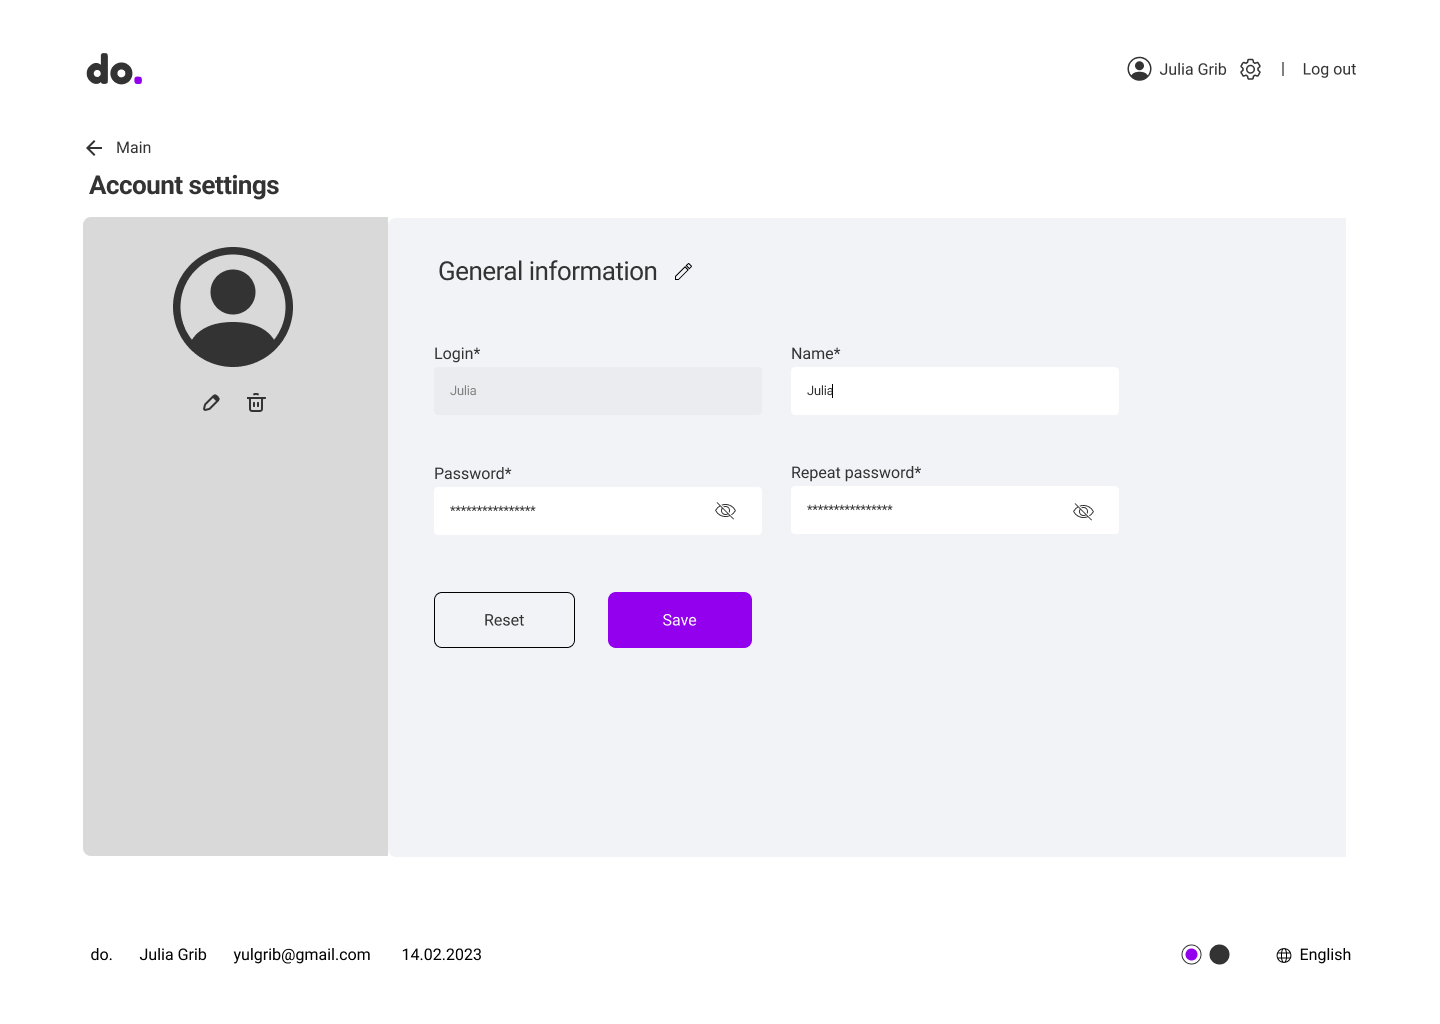 do.
Julia Grib | Log out
Main
Account settings
General information
Login* Name*
Julia Julia
Password* Repeat password*
**************** ****************
Reset Save
do. Julia Grib yulgrib@gmail.com 14.02.2023 English